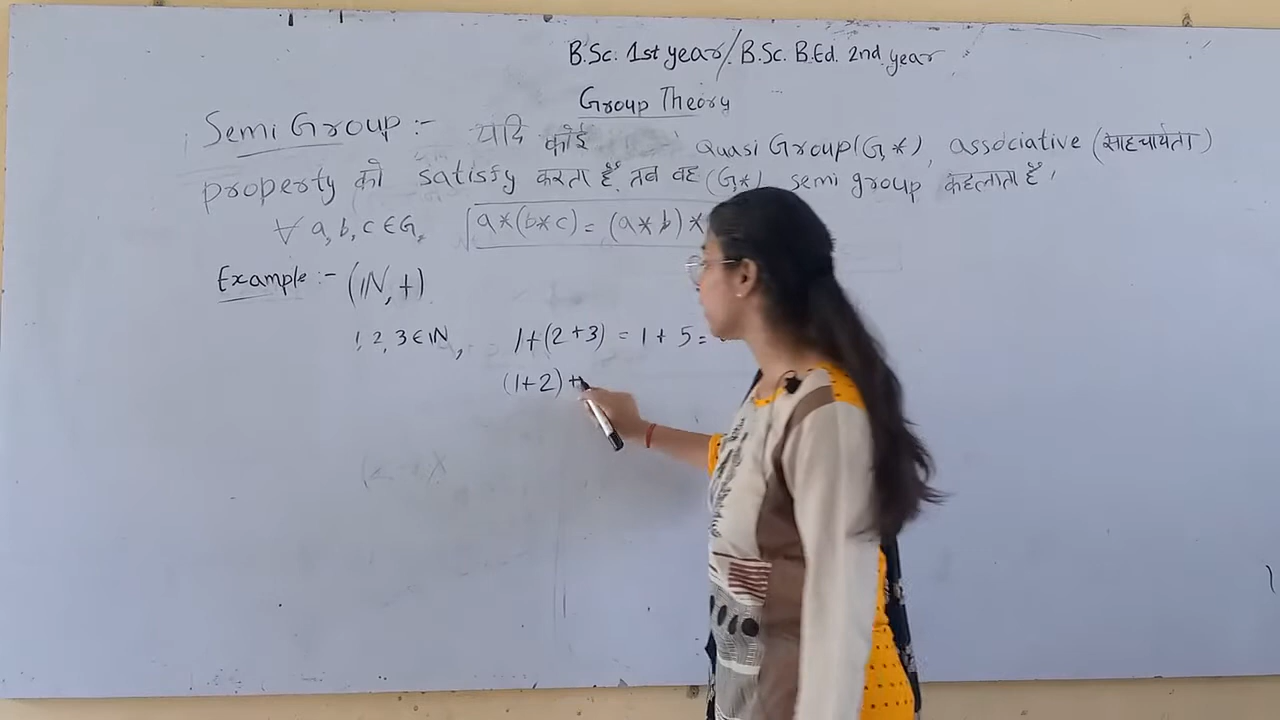 B.Sc. 1st year/B.Sc. B.Ed. 2nd year
Group Theory
Semi Group :- यदि कोई Quasi Group(G,*), associative (साहचार्यता)
property को satisfy करता हैं, तब वह (G,*) semi group कहलाता हैं।
∀ a, b, c ∈ G, a*(b*c) = (a*b)*
Example :- (IN, +)
1, 2, 3 ∈ IN, 1+(2+3) = 1 + 5 =
(1+2)+